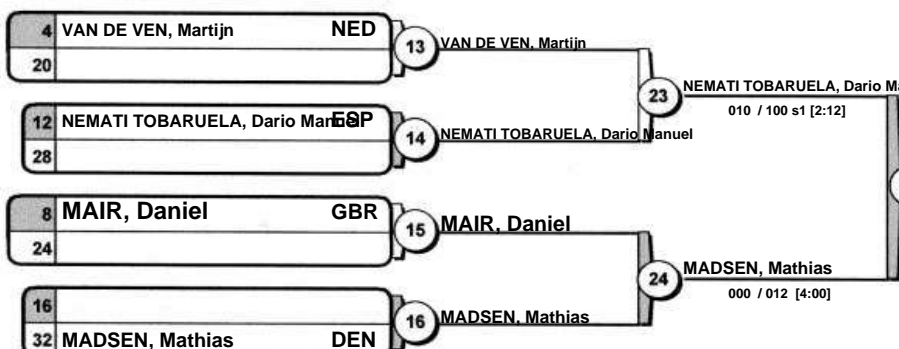 4 VAN DE VEN, Martijn NED
20
13 VAN DE VEN, Martijn
12 NEMATI TOBARUELA, Dario Manuel ESP
28
14 NEMATI TOBARUELA, Dario Manuel
23 NEMATI TOBARUELA, Dario Ma
010 / 100 s1 [2:12]
8 MAIR, Daniel GBR
24
15 MAIR, Daniel
16
32 MADSEN, Mathias DEN
16 MADSEN, Mathias
24 MADSEN, Mathias
000 / 012 [4:00]